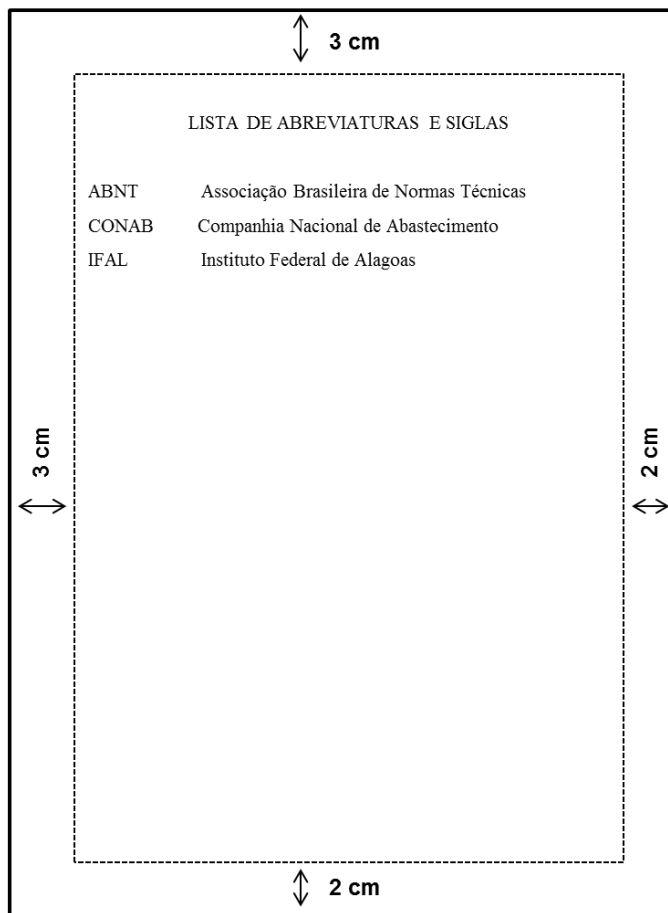 3 cm
LISTA DE ABREVIATURAS E SIGLAS
ABNT Associação Brasileira de Normas Técnicas
CONAB Companhia Nacional de Abastecimento
IFAL Instituto Federal de Alagoas
3 cm
2 cm
2 cm